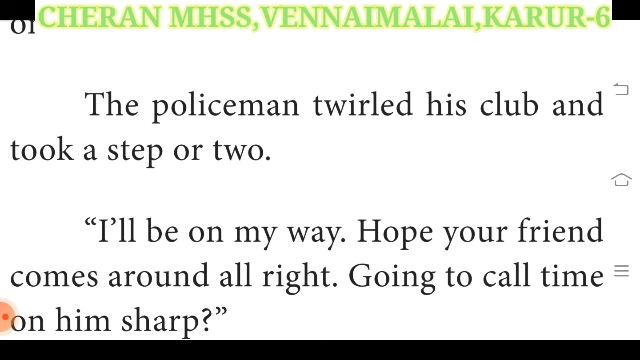 CHERAN MHSS,VENNAIMALAI,KARUR-6
The policeman twirled his club and
took a step or two.
“I’ll be on my way. Hope your friend
comes around all right. Going to call time
on him sharp?”